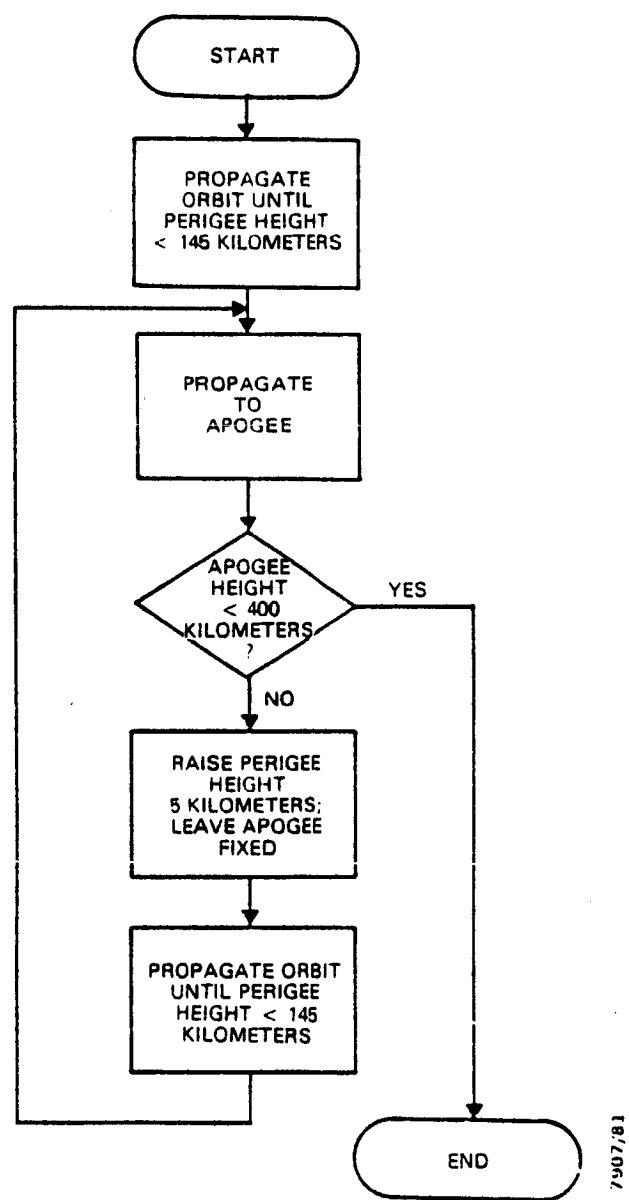 START
PROPAGATE
ORBIT UNTIL
PERIGEE HEIGHT
< 145 KILOMETERS
PROPAGATE
TO
APOGEE
APOGEE
HEIGHT
< 400
KILOMETERS
?
YES
NO
RAISE PERIGEE
HEIGHT
5 KILOMETERS;
LEAVE APOGEE
FIXED
PROPAGATE ORBIT
UNTIL PERIGEE
HEIGHT < 145
KILOMETERS
END
7907/81